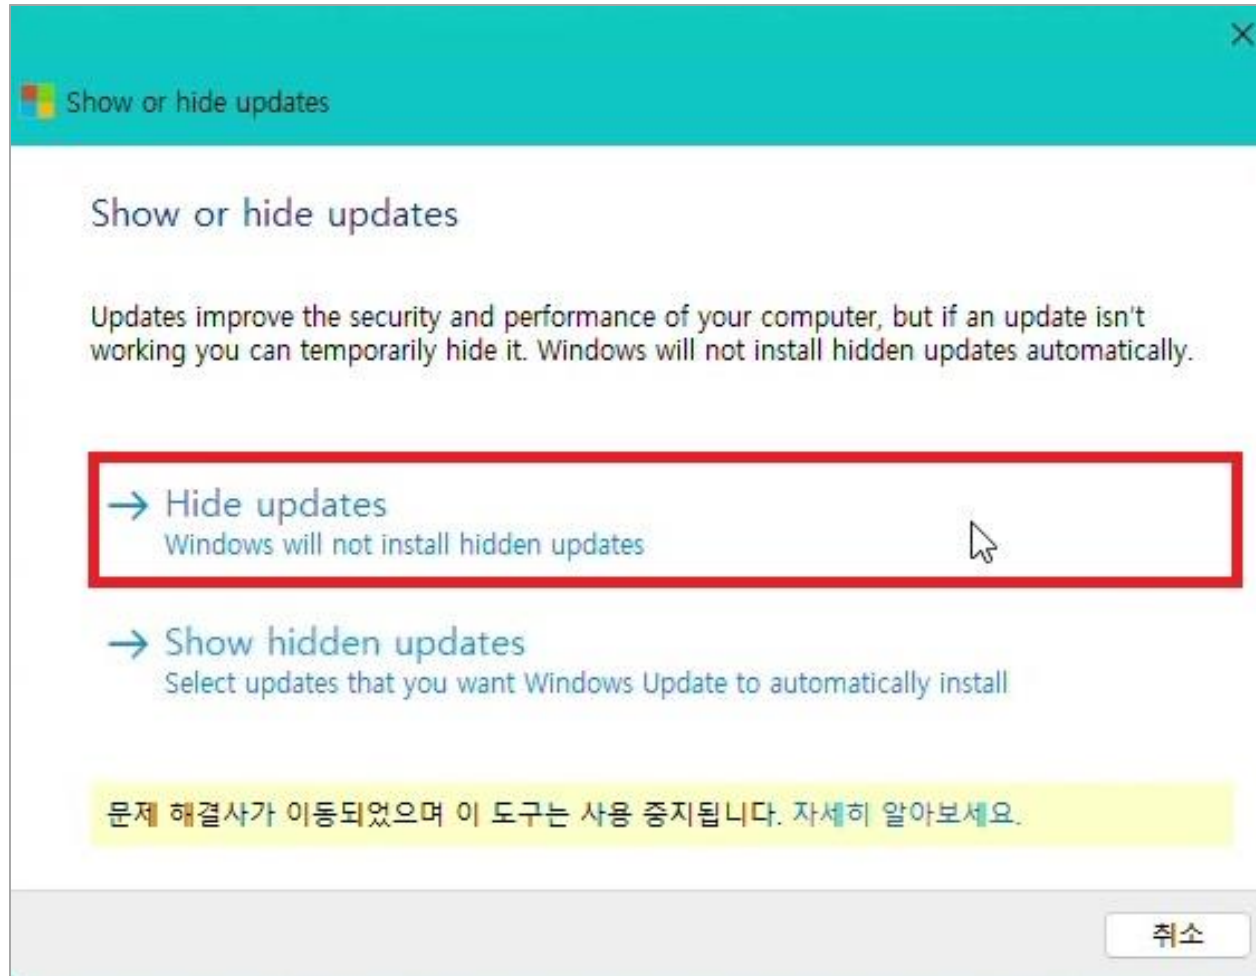 Show or hide updates
Show or hide updates
Updates improve the security and performance of your computer, but if an update isn't
working you can temporarily hide it. Windows will not install hidden updates automatically.
Hide updates
Windows will not install hidden updates
Show hidden updates
Select updates that you want Windows Update to automatically install
문제 해결사가 이동되었으며 이 도구는 사용 중지됩니다. 자세히 알아보세요.
취소